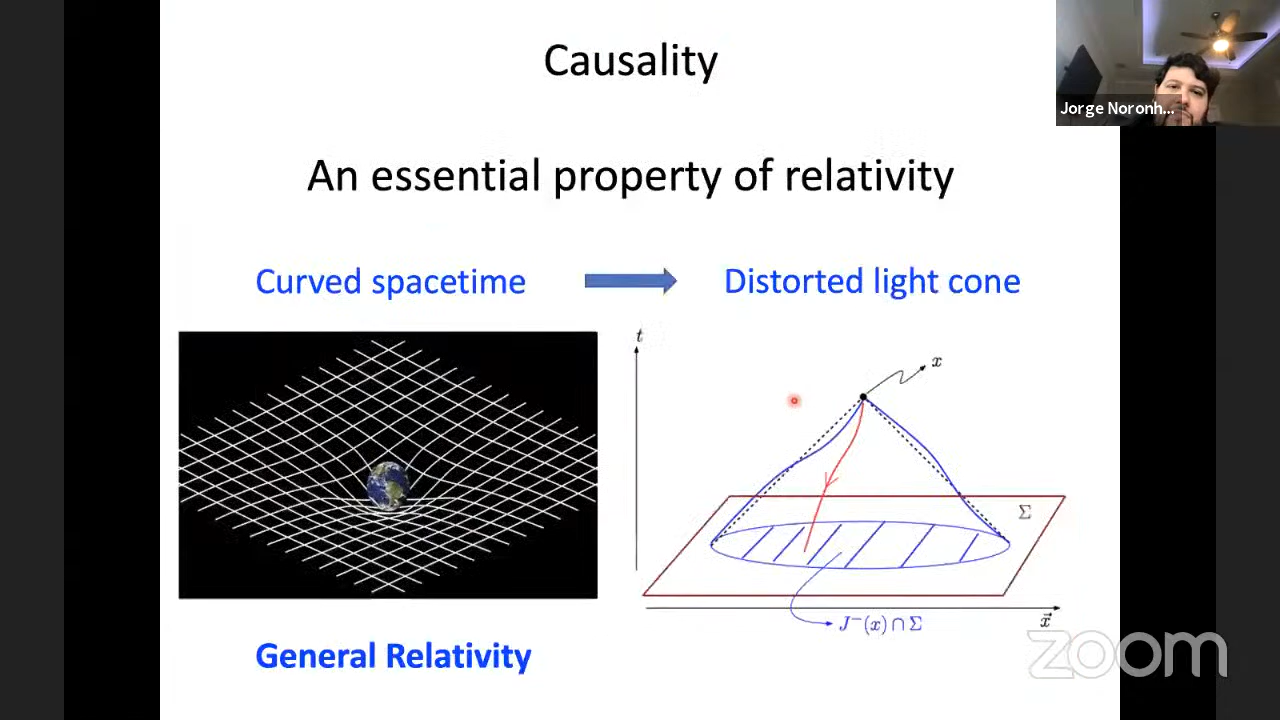 Causality
Jorge Noronh...
An essential property of relativity
Curved spacetime
Distorted light cone
t
x
Σ
J⁻(x) ∩ Σ
x⃗
General Relativity
zoom